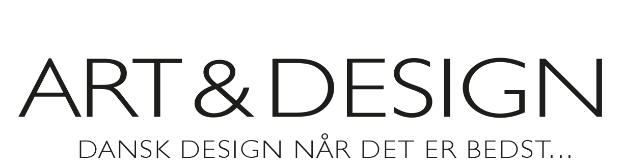 ART & DESIGN
DANSK DESIGN NÅR DET ER BEDST...